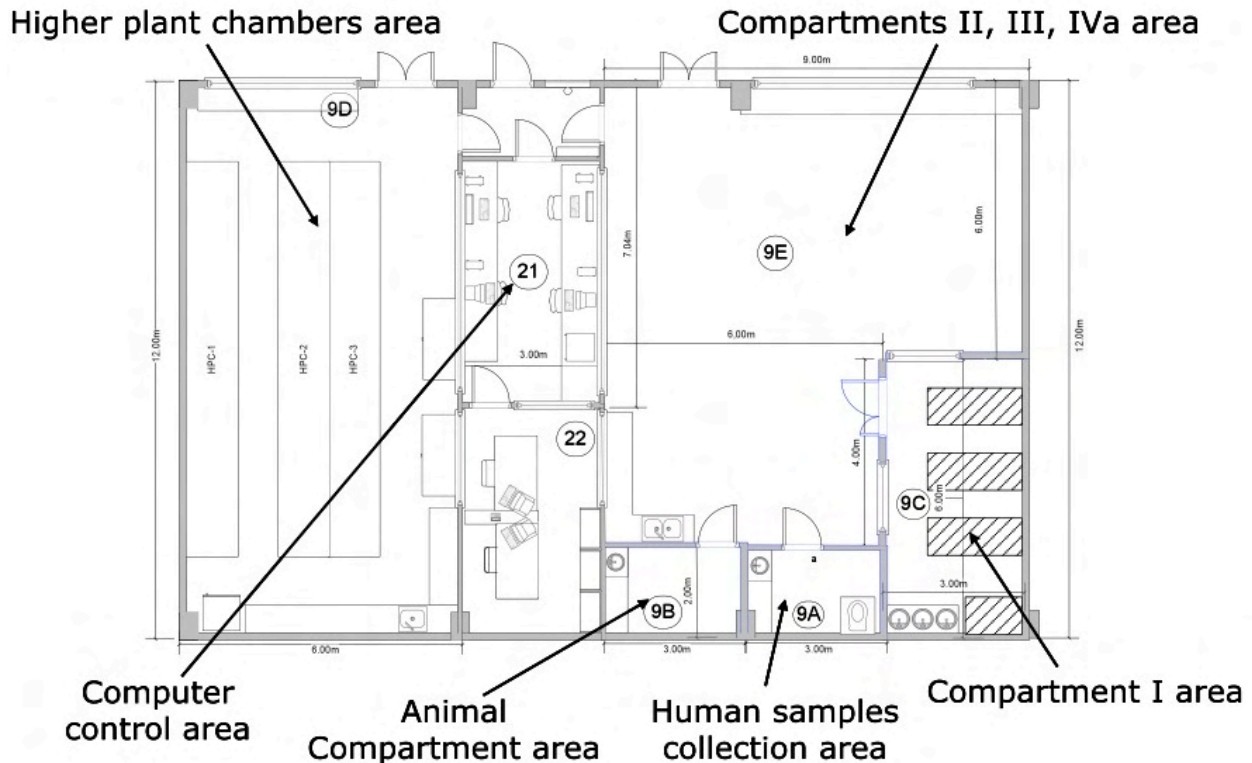 Higher plant chambers area
Compartments II, III, IVa area
9.00m
9D
12.00m
HPC-1
HPC-2
HPC-3
21
3.00m
7.04m
9E
6.00m
6.00m
12.00m
22
4.00m
9C
6.00m
3.00m
9B
2.00m
a
9A
6.00m
3.00m
3.00m
Computer
control area
Animal
Compartment area
Human samples
collection area
Compartment I area